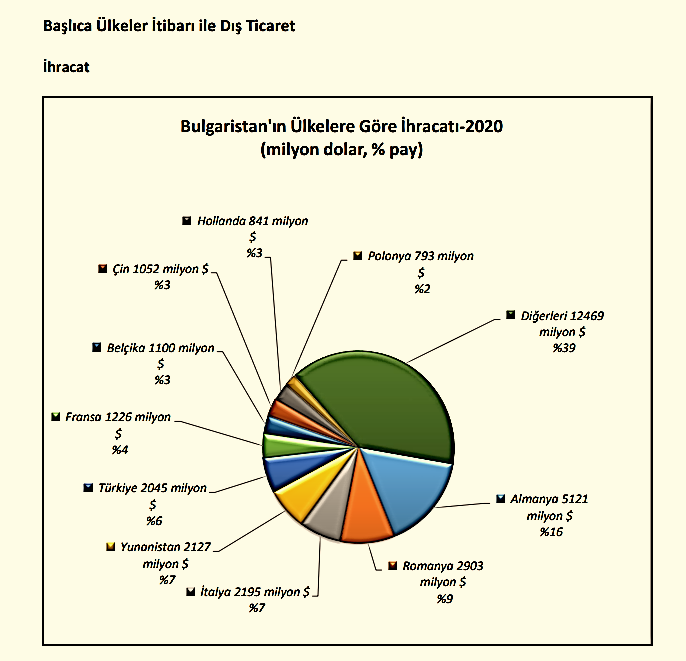 Başlıca Ülkeler İtibarı ile Dış Ticaret
İhracat
Bulgaristan'ın Ülkelere Göre İhracatı-2020
(milyon dolar, % pay)
Hollanda 841 milyon
$
%3
Polonya 793 milyon
$
%2
Çin 1052 milyon $
%3
Diğerleri 12469
milyon $
%39
Belçika 1100 milyon
$
%3
Fransa 1226 milyon
$
%4
Türkiye 2045 milyon
$
%6
Almanya 5121
milyon $
%16
Yunanistan 2127
milyon $
%7
Romanya 2903
milyon $
%9
İtalya 2195 milyon $
%7